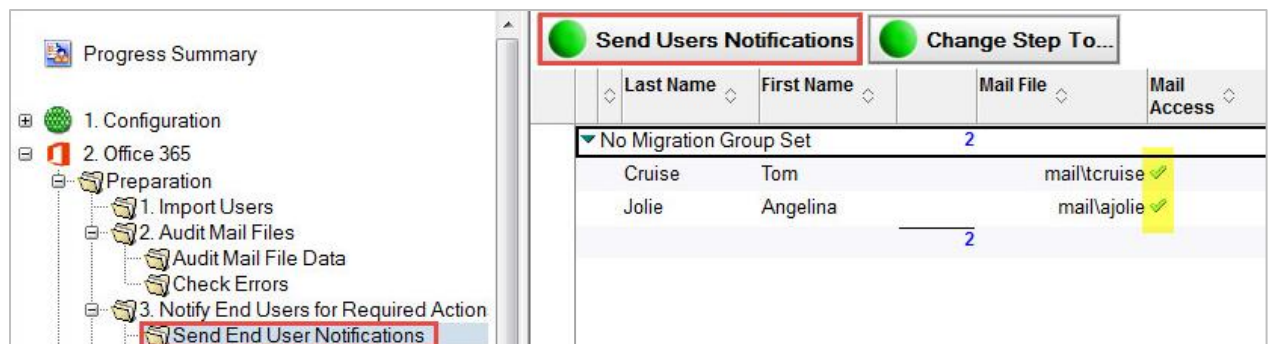 Progress Summary
1. Configuration
2. Office 365
Preparation
1. Import Users
2. Audit Mail Files
Audit Mail File Data
Check Errors
3. Notify End Users for Required Action
Send End User Notifications
Send Users Notifications Change Step To...
Last Name First Name Mail File Mail Access
No Migration Group Set 2
Cruise Tom mail\tcruise
Jolie Angelina mail\ajolie
2